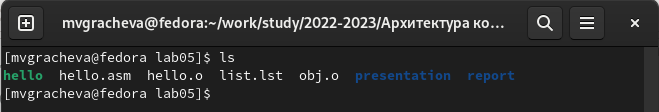 mvgracheva@fedora:~/work/study/2022-2023/Архитектура ко...
[mvgracheva@fedora lab05]$ ls
hello hello.asm hello.o list.lst obj.o presentation report
[mvgracheva@fedora lab05]$